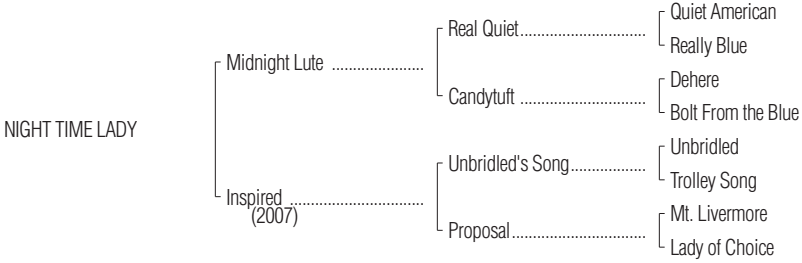 Quiet American
Real Quiet..............................
Really Blue
Midnight Lute ......................
Dehere
Candytuft ..............................
Bolt From the Blue
NIGHT TIME LADY
Unbridled
Unbridled's Song..................
Trolley Song
Inspired ................................
(2007)
Mt. Livermore
Proposal................................
Lady of Choice